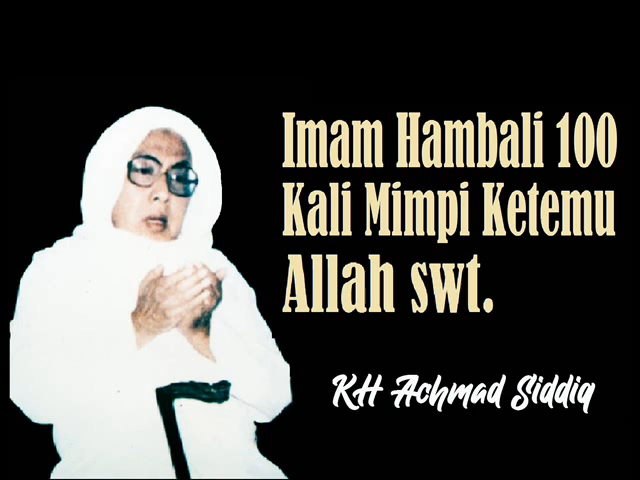 Imam Hambali 100
Kali Mimpi Ketemu
Allah swt.
KH Achmad Siddiq